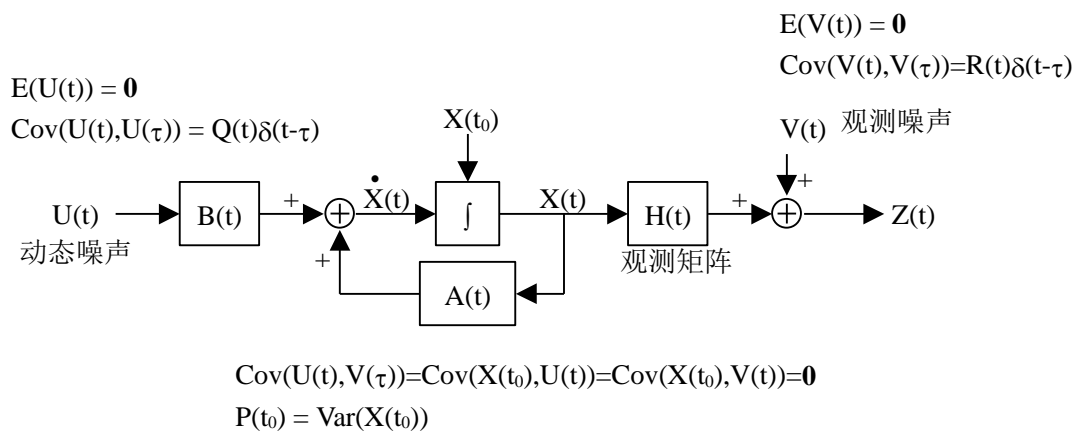 E(V(t)) = 0
Cov(V(t),V(τ))=R(t)δ(t-τ)
E(U(t)) = 0
Cov(U(t),U(τ)) = Q(t)δ(t-τ)
X(t₀)
V(t) 观测噪声
+
U(t)
B(t)
+
Ẋ(t)
∫
X(t)
H(t)
+
Z(t)
动态噪声
+
观测矩阵
A(t)
Cov(U(t),V(τ))=Cov(X(t₀),U(t))=Cov(X(t₀),V(t))=0
P(t₀) = Var(X(t₀))